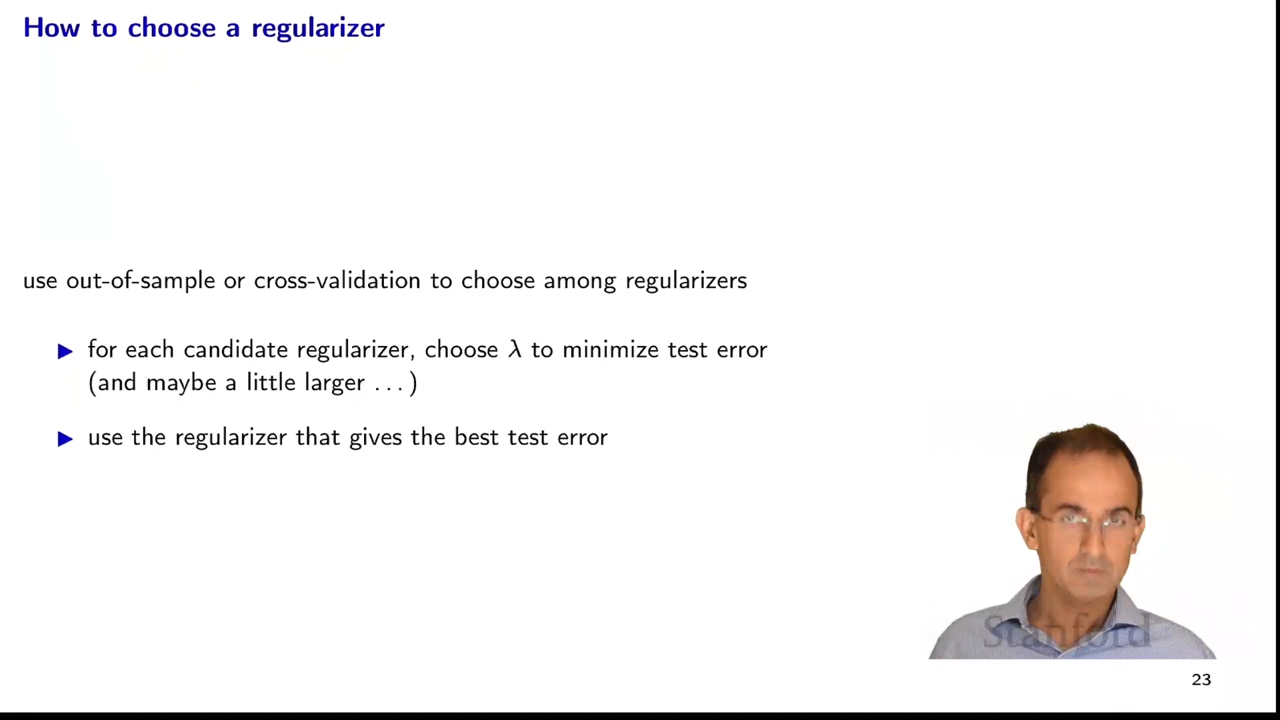 How to choose a regularizer
use out-of-sample or cross-validation to choose among regularizers
▶ for each candidate regularizer, choose λ to minimize test error
(and maybe a little larger . . . )
▶ use the regularizer that gives the best test error
Stanford
23